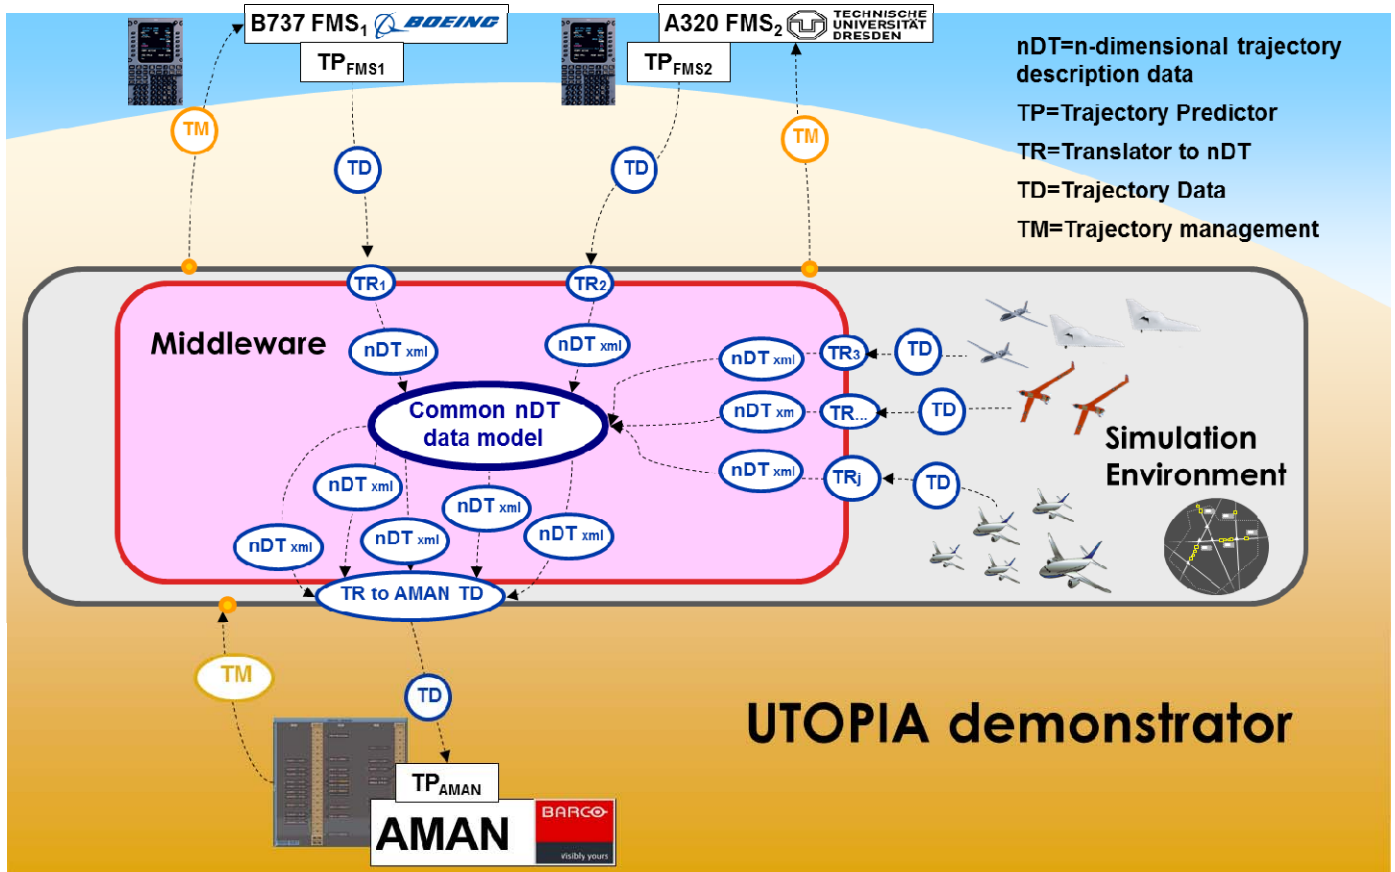 B737 FMS1 BOEING
TPFMS1
A320 FMS2 TECHNISCHE
UNIVERSITÄT
DRESDEN
TPFMS2
nDT=n-dimensional trajectory
description data
TP=Trajectory Predictor
TR=Translator to nDT
TD=Trajectory Data
TM=Trajectory management
TM
TD
TD
TM
TR1
TR2
Middleware
nDT xml
nDT xml
nDT xml
TR3
TD
Common nDT
data model
nDT xm
TR...
TD
nDT xml
TRj
TD
Simulation
Environment
nDT xml
nDT xml
nDT xml
nDT xml
nDT xml
TR to AMAN TD
TM
TD
UTOPIA demonstrator
TPAMAN
AMAN
BARCO
visibly yours